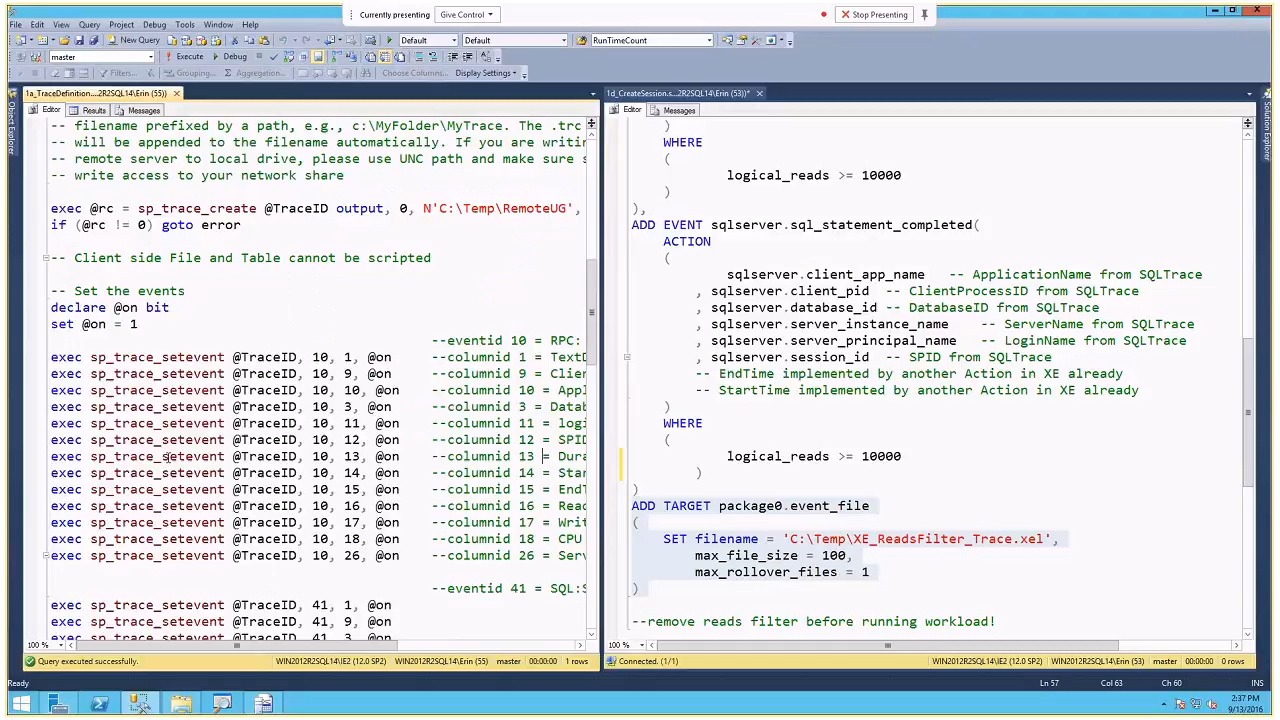 Currently presenting Give Control Stop Presenting
File Edit View Query Project Debug Tools Window Help
New Query Default Default RunTimeCount
master Execute Debug
Filters... Grouping... Aggregation... Choose Columns... Display Settings
Object Explorer
1a_TraceDefinition....2R2SQL14\Erin (55))
Editor Results Messages
-- filename prefixed by a path, e.g., c:\MyFolder\MyTrace. The .trc
-- will be appended to the filename automatically. If you are writin
-- remote server to local drive, please use UNC path and make sure s
-- write access to your network share
exec @rc = sp_trace_create @TraceID output, 0, N'C:\Temp\RemoteUG',
if (@rc != 0) goto error
-- Client side File and Table cannot be scripted
-- Set the events
declare @on bit
set @on = 1
--eventid 10 = RPC:
exec sp_trace_setevent @TraceID, 10, 1, @on --columnid 1 = TextD
exec sp_trace_setevent @TraceID, 10, 9, @on --columnid 9 = Clien
exec sp_trace_setevent @TraceID, 10, 10, @on --columnid 10 = Appl
exec sp_trace_setevent @TraceID, 10, 3, @on --columnid 3 = Datab
exec sp_trace_setevent @TraceID, 10, 11, @on --columnid 11 = logi
exec sp_trace_setevent @TraceID, 10, 12, @on --columnid 12 = SPID
exec sp_trace_setevent @TraceID, 10, 13, @on --columnid 13 = Dura
exec sp_trace_setevent @TraceID, 10, 14, @on --columnid 14 = Star
exec sp_trace_setevent @TraceID, 10, 15, @on --columnid 15 = EndT
exec sp_trace_setevent @TraceID, 10, 16, @on --columnid 16 = Read
exec sp_trace_setevent @TraceID, 10, 17, @on --columnid 17 = Writ
exec sp_trace_setevent @TraceID, 10, 18, @on --columnid 18 = CPU
exec sp_trace_setevent @TraceID, 10, 26, @on --columnid 26 = Serv
--eventid 41 = SQL:S
exec sp_trace_setevent @TraceID, 41, 1, @on
exec sp_trace_setevent @TraceID, 41, 9, @on
exec sp_trace_setevent @TraceID, 41, 3, @on
100 %
Query executed successfully. WIN2012R2SQL14\IE2 (12.0 SP2) WIN2012R2SQL14\Erin (55) master 00:00:00 1 rows
1d_CreateSession.s...2R2SQL14\Erin (53))*
Editor Messages
)
WHERE
(
logical_reads >= 10000
)
),
ADD EVENT sqlserver.sql_statement_completed(
ACTION
(
sqlserver.client_app_name -- ApplicationName from SQLTrace
, sqlserver.client_pid -- ClientProcessID from SQLTrace
, sqlserver.database_id -- DatabaseID from SQLTrace
, sqlserver.server_instance_name -- ServerName from SQLTrace
, sqlserver.server_principal_name -- LoginName from SQLTrace
, sqlserver.session_id -- SPID from SQLTrace
-- EndTime implemented by another Action in XE already
-- StartTime implemented by another Action in XE already
)
WHERE
(
logical_reads >= 10000
)
)
ADD TARGET package0.event_file
(
SET filename = 'C:\Temp\XE_ReadsFilter_Trace.xel',
max_file_size = 100,
max_rollover_files = 1
)
--remove reads filter before running workload!
100 %
Connected. (1/1) WIN2012R2SQL14\IE2 (12.0 SP2) WIN2012R2SQL14\Erin (53) master 00:00:00 0 rows
Solution Explorer
Ready Ln 57 Col 63 Ch 60 INS
2:37 PM
9/13/2016